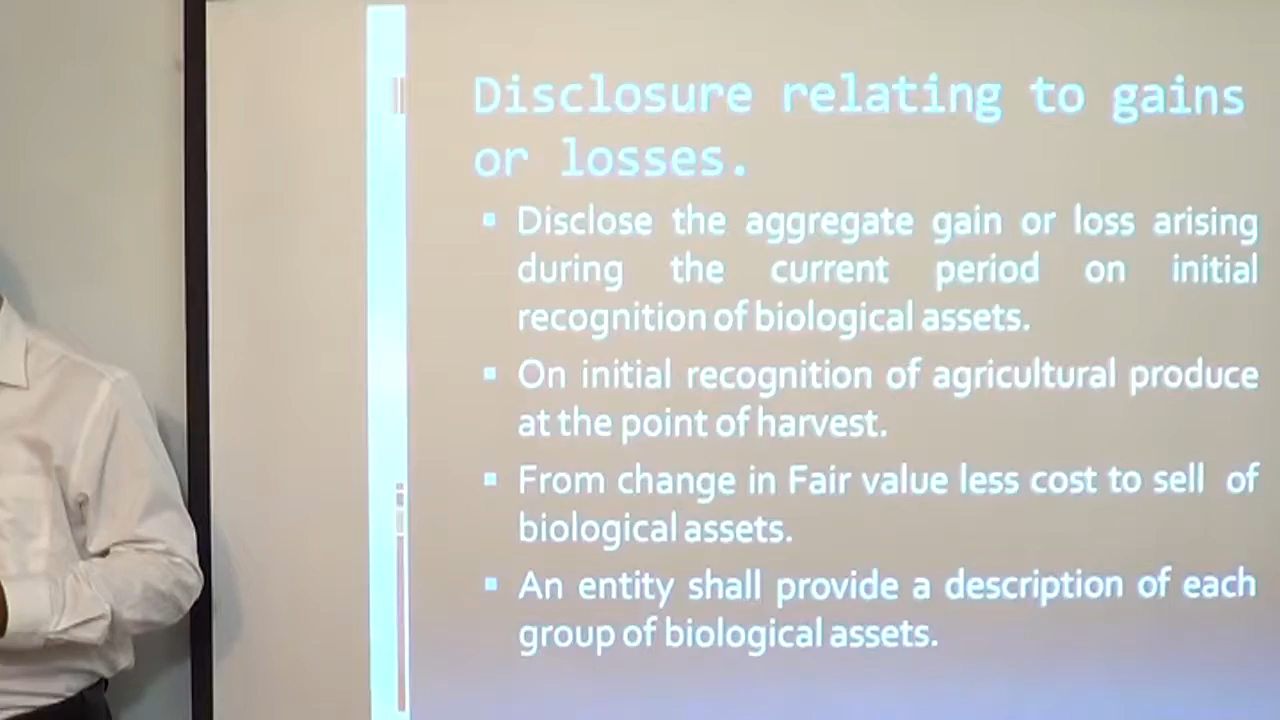 Disclosure relating to gains
or losses.
▪ Disclose the aggregate gain or loss arising
during the current period on initial
recognition of biological assets.
▪ On initial recognition of agricultural produce
at the point of harvest.
▪ From change in Fair value less cost to sell of
biological assets.
▪ An entity shall provide a description of each
group of biological assets.